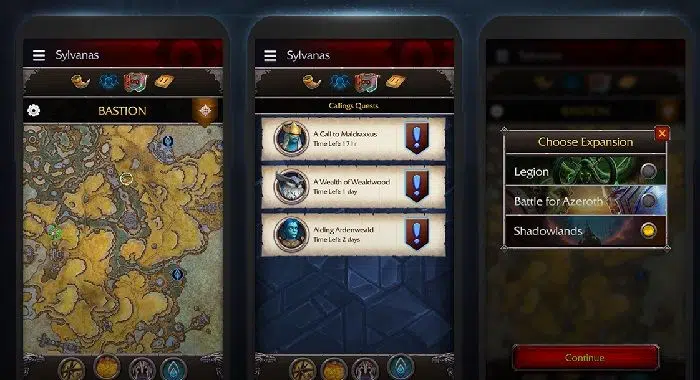 Sylvanas
BASTION
Sylvanas
Callings Quests
A Call to Maldraxxus
Time Left: 17 hr
A Wealth of Wealdwood
Time Left: 1 day
Aiding Ardenweald
Time Left: 2 days
Choose Expansion
Legion
Battle for Azeroth
Shadowlands
Continue